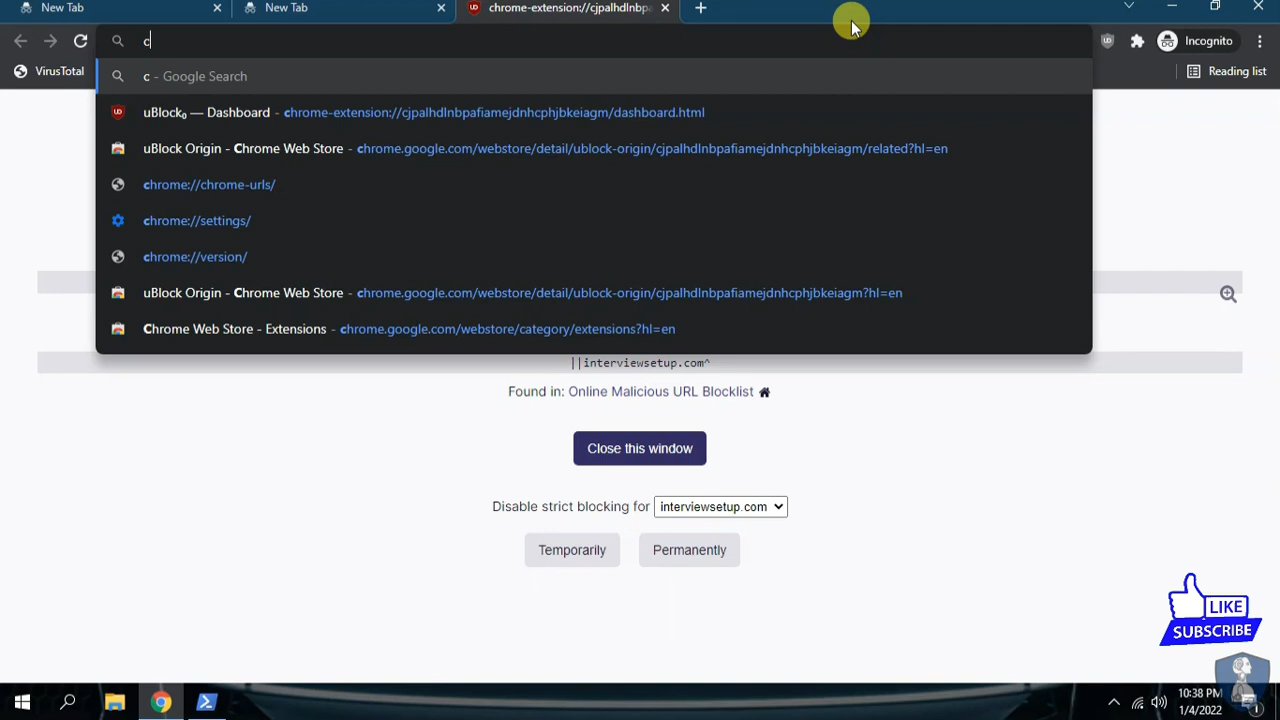 New Tab
New Tab
chrome-extension://cjpalhdlnbpa
c
Incognito
VirusTotal
Reading list
c - Google Search
uBlock₀ — Dashboard - chrome-extension://cjpalhdlnbpafiamejdnhcphjbkeiagm/dashboard.html
uBlock Origin - Chrome Web Store - chrome.google.com/webstore/detail/ublock-origin/cjpalhdlnbpafiamejdnhcphjbkeiagm/related?hl=en
chrome://chrome-urls/
chrome://settings/
chrome://version/
uBlock Origin - Chrome Web Store - chrome.google.com/webstore/detail/ublock-origin/cjpalhdlnbpafiamejdnhcphjbkeiagm?hl=en
Chrome Web Store - Extensions - chrome.google.com/webstore/category/extensions?hl=en
||interviewsetup.com^
Found in: Online Malicious URL Blocklist
Close this window
Disable strict blocking for interviewsetup.com
Temporarily
Permanently
LIKE
SUBSCRIBE
10:38 PM
1/4/2022